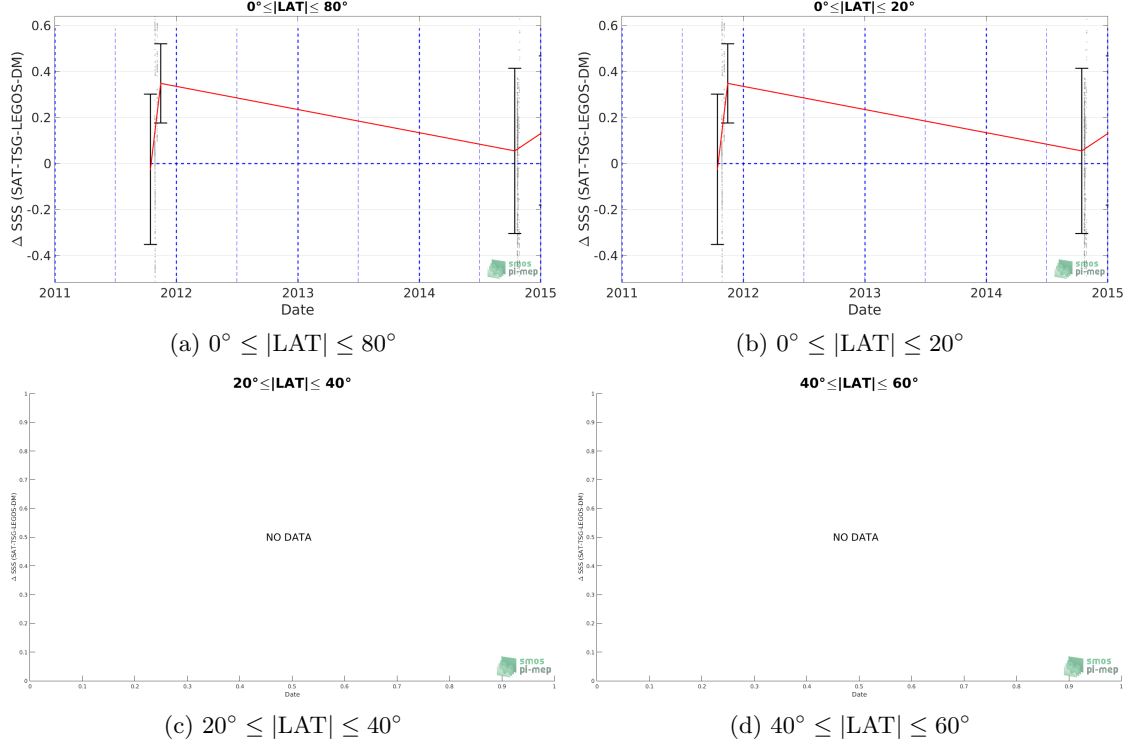 0°≤|LAT|≤ 80°
Δ SSS (SAT-TSG-LEGOS-DM)
0.6
0.4
0.2
0
-0.2
-0.4
2011 2012 2013 2014 2015
Date
smos
pi-mep
(a) 0° ≤ |LAT| ≤ 80°
0°≤|LAT|≤ 20°
Δ SSS (SAT-TSG-LEGOS-DM)
0.6
0.4
0.2
0
-0.2
-0.4
2011 2012 2013 2014 2015
Date
smos
pi-mep
(b) 0° ≤ |LAT| ≤ 20°
20°≤|LAT|≤ 40°
Δ SSS (SAT-TSG-LEGOS-DM)
1
0.9
0.8
0.7
0.6
0.5
0.4
0.3
0.2
0.1
0
NO DATA
0 0.1 0.2 0.3 0.4 0.5 0.6 0.7 0.8 0.9 1
Date
smos
pi-mep
(c) 20° ≤ |LAT| ≤ 40°
40°≤|LAT|≤ 60°
Δ SSS (SAT-TSG-LEGOS-DM)
1
0.9
0.8
0.7
0.6
0.5
0.4
0.3
0.2
0.1
0
NO DATA
0 0.1 0.2 0.3 0.4 0.5 0.6 0.7 0.8 0.9 1
Date
smos
pi-mep
(d) 40° ≤ |LAT| ≤ 60°